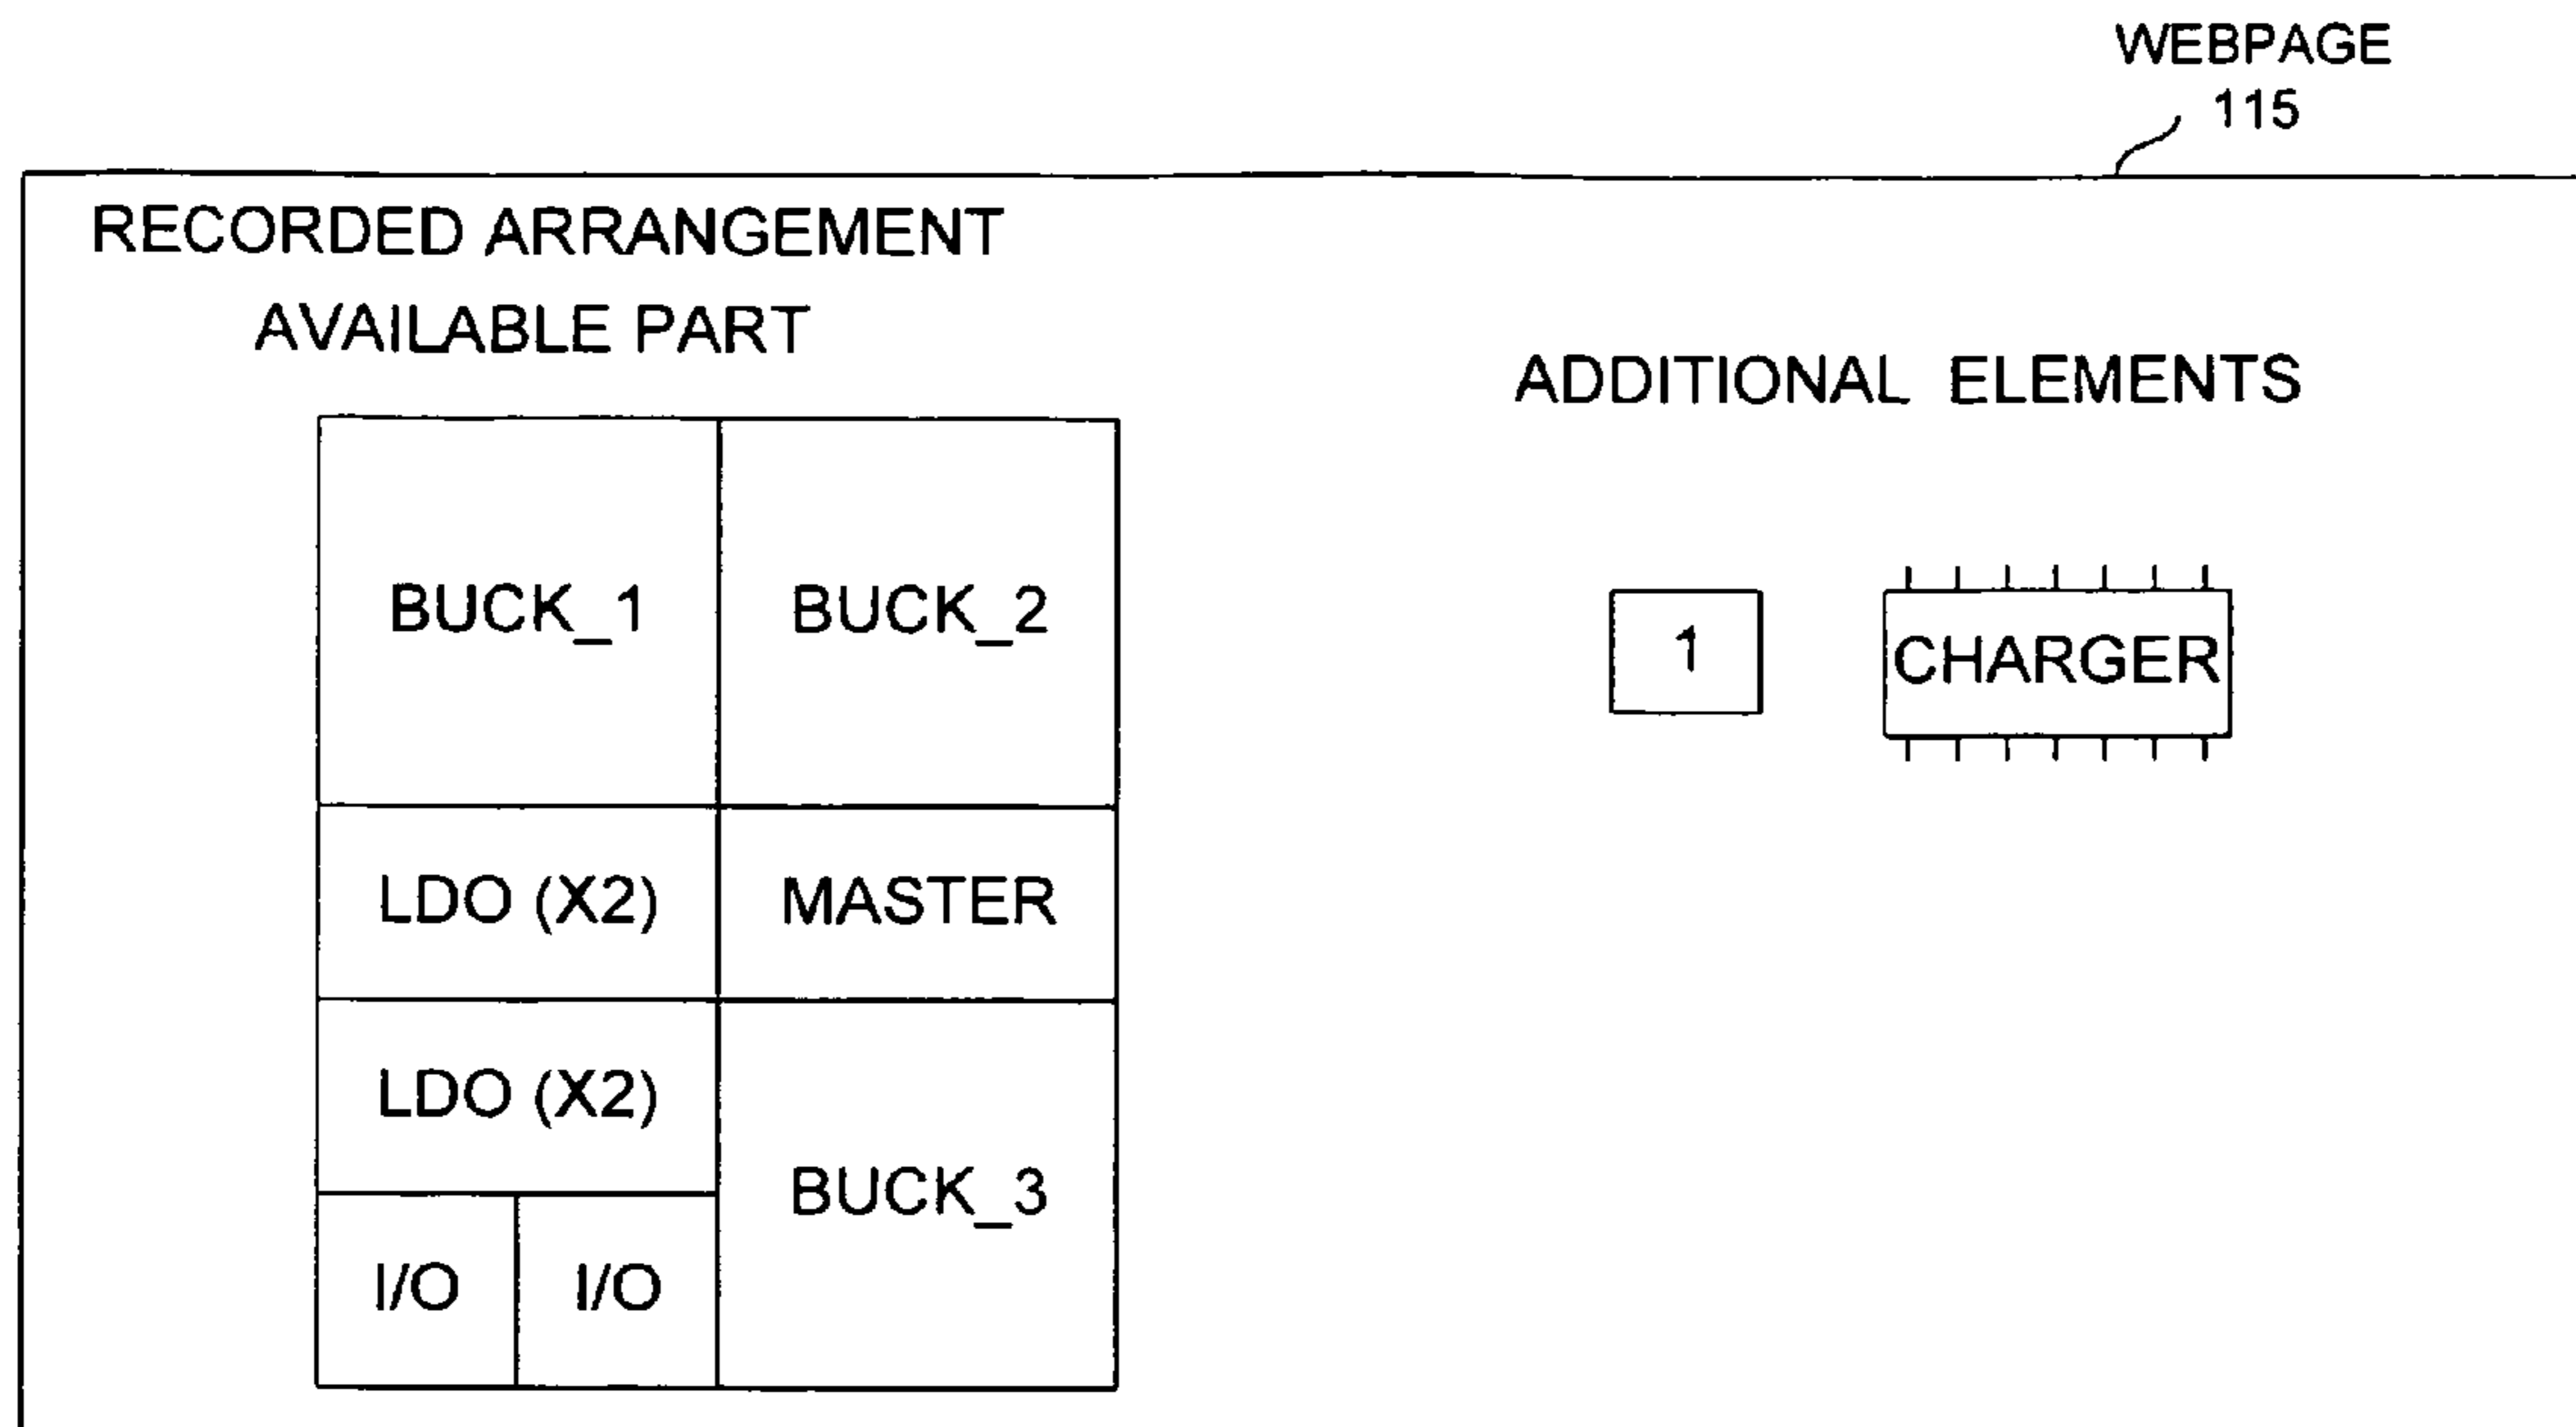 WEBPAGE
115
RECORDED ARRANGEMENT
AVAILABLE PART
ADDITIONAL ELEMENTS
BUCK_1
BUCK_2
1
CHARGER
LDO (X2)
MASTER
LDO (X2)
BUCK_3
I/O
I/O